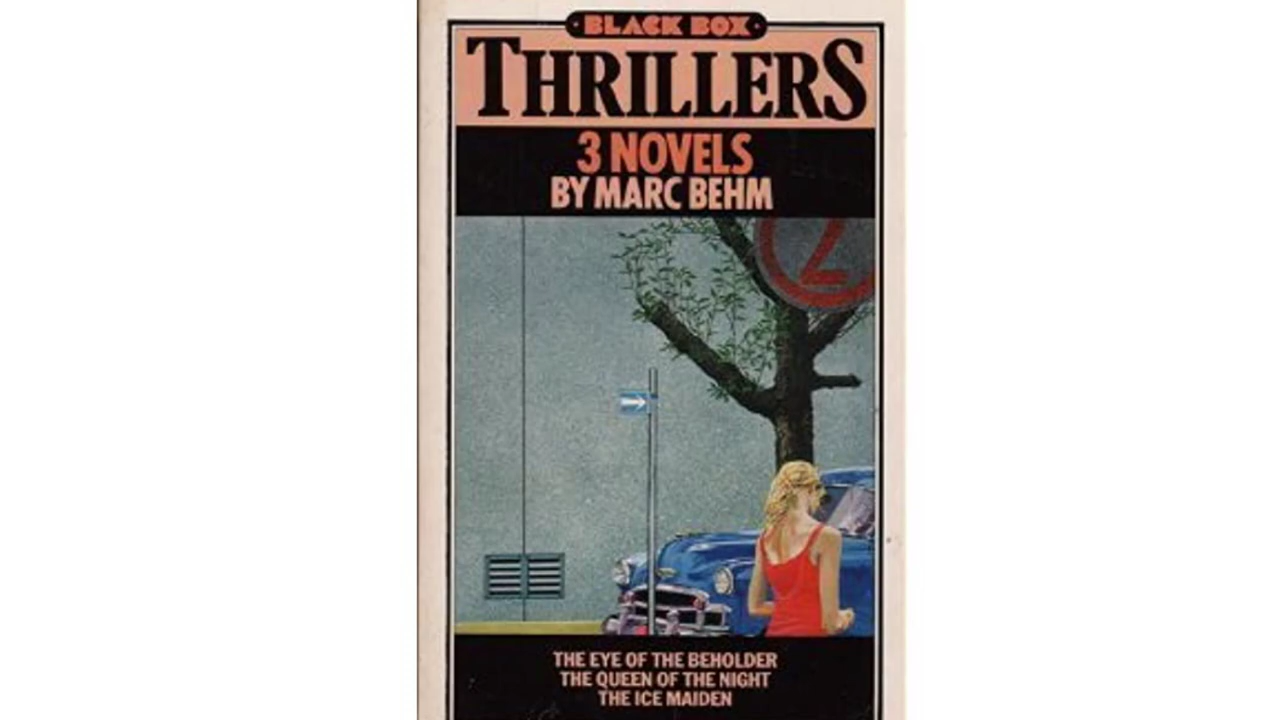 BLACK BOX
THRILLERS
3 NOVELS
BY MARC BEHM
2
THE EYE OF THE BEHOLDER
THE QUEEN OF THE NIGHT
THE ICE MAIDEN